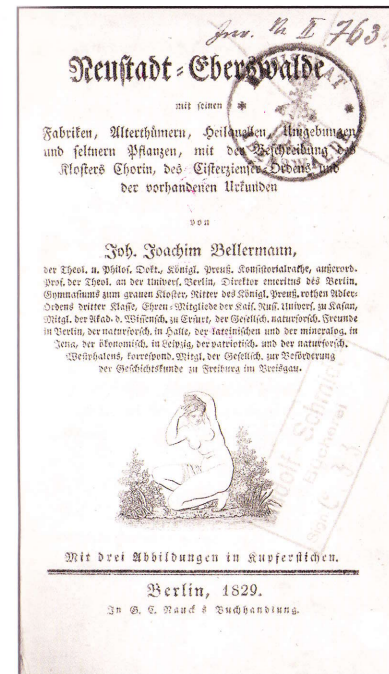 Inv. No II 763
Neustadt-Eberswalde
mit seinen
Fabriken, Alterthümern, Heilquellen, Umgebungen
und seltnern Pflanzen, mit der Beschreibung des
Klosters Chorin, des Cisterzienser-Ordens und
der vorhandenen Urkunden
von
Joh. Joachim Bellermann,
der Theol. u. Philos. Dokt., Königl. Preuß. Konsistorialrathe, außerord.
Prof. der Theol. an der Univers. Berlin, Direktor emeritus des Berlin.
Gymnasiums zum grauen Kloster, Ritter des Königl. Preuß. rothen Adler-
Ordens dritter Klasse, Ehren-Mitgliede der Kais. Russ. Univers. zu Kasan,
Mitgl. der Akad. d. Wissensch. zu Erfurt, der Gesellsch. naturforsch. Freunde
in Berlin, der naturforsch. in Halle, der lateinischen und der mineralog. in
Jena, der ökonomisch. in Leipzig, der patriotisch. und der naturforsch.
Westphalens, korrespond. Mitgl. der Gesellsch. zur Beförderung
der Geschichtskunde zu Freiburg im Breisgau.
Mit drei Abbildungen in Kupferstichen.
Berlin, 1829.
In G. C. Nauck's Buchhandlung.